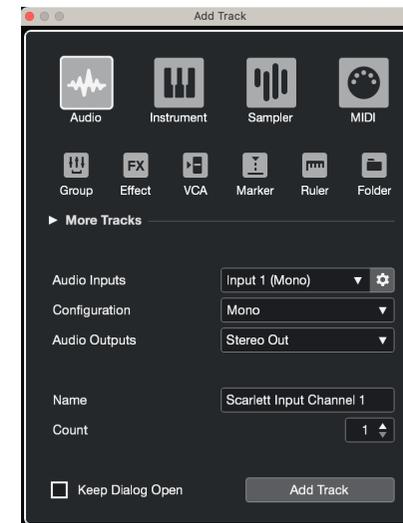 Add Track
Audio Instrument Sampler MIDI
FX
Group Effect VCA Marker Ruler Folder
More Tracks
Audio Inputs Input 1 (Mono)
Configuration Mono
Audio Outputs Stereo Out
Name Scarlett Input Channel 1
Count 1
Keep Dialog Open Add Track